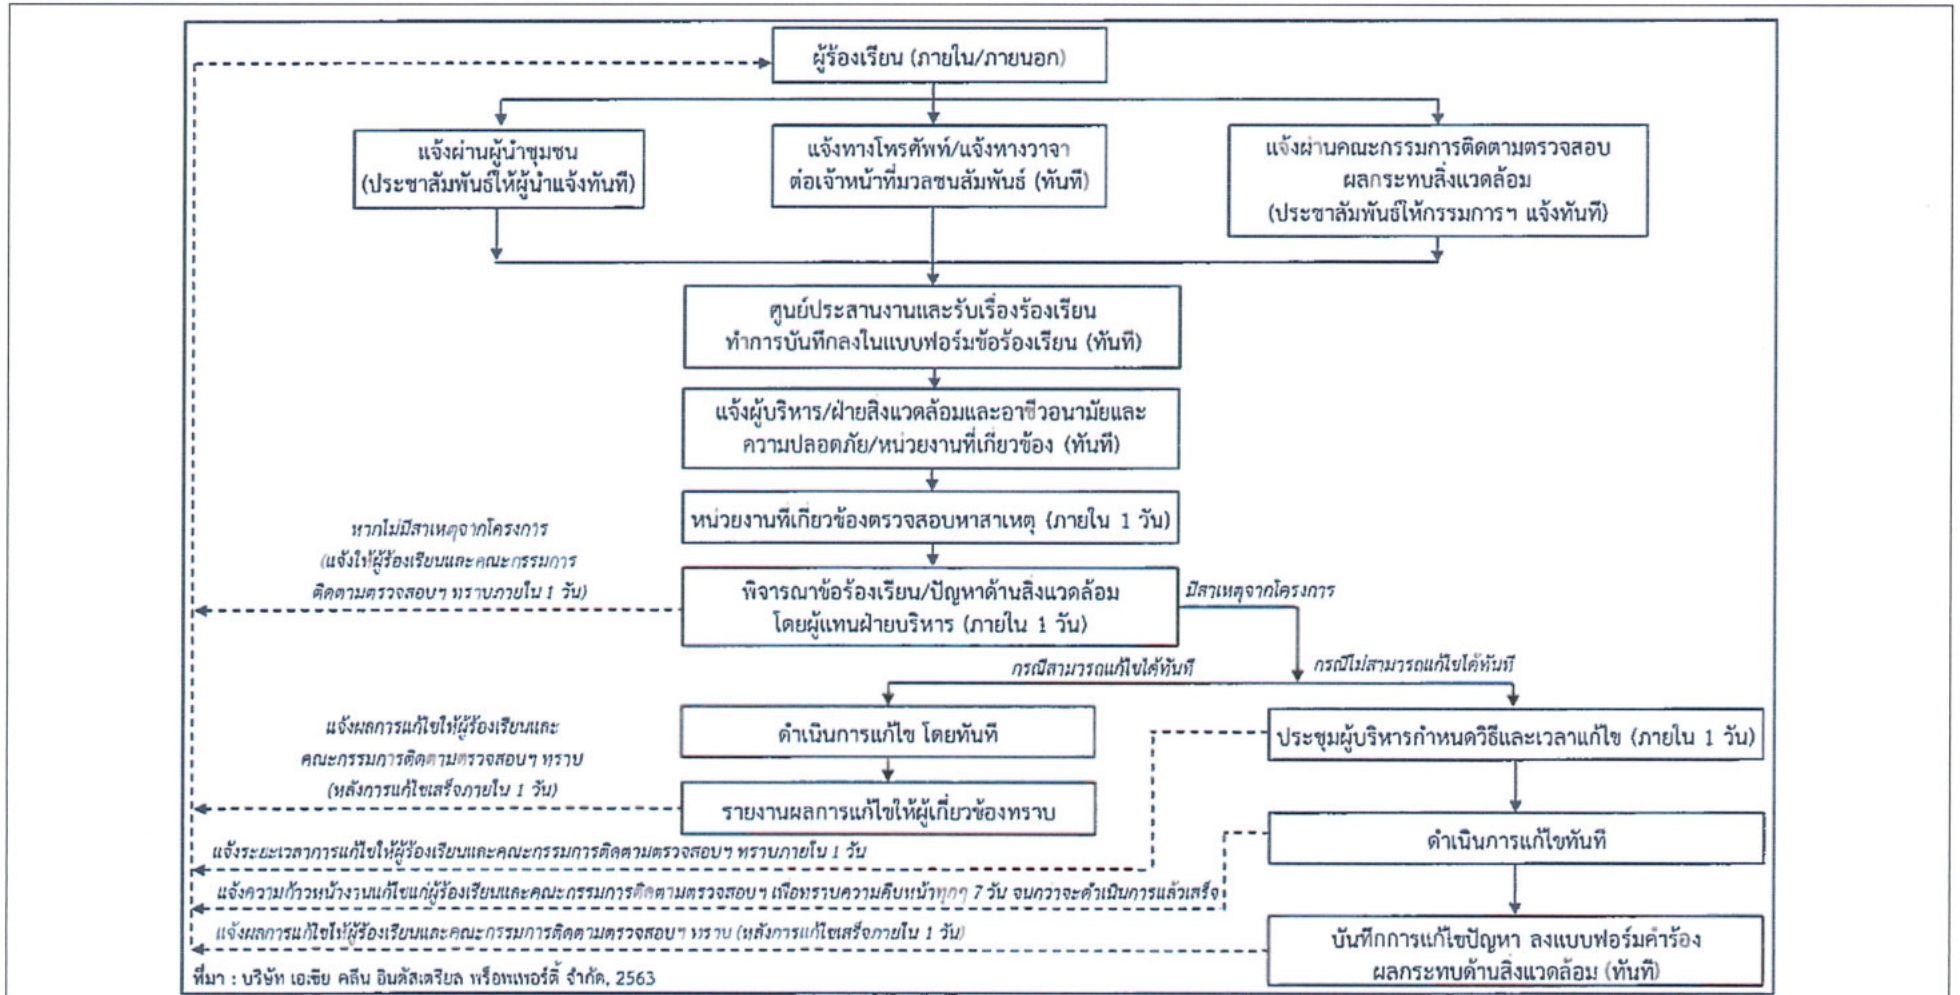 ผู้ร้องเรียน (ภายใน/ภายนอก)
แจ้งผ่านผู้นำชุมชน
(ประชาสัมพันธ์ให้ผู้นำแจ้งทันที)
แจ้งทางโทรศัพท์/แจ้งทางวาจา
ต่อเจ้าหน้าที่มวลชนสัมพันธ์ (ทันที)
แจ้งผ่านคณะกรรมการติดตามตรวจสอบ
ผลกระทบสิ่งแวดล้อม
(ประชาสัมพันธ์ให้กรรมการฯ แจ้งทันที)
ศูนย์ประสานงานและรับเรื่องร้องเรียน
ทำการบันทึกลงในแบบฟอร์มข้อร้องเรียน (ทันที)
แจ้งผู้บริหาร/ฝ่ายสิ่งแวดล้อมและอาชีวอนามัยและ
ความปลอดภัย/หน่วยงานที่เกี่ยวข้อง (ทันที)
หน่วยงานที่เกี่ยวข้องตรวจสอบหาสาเหตุ (ภายใน 1 วัน)
หากไม่มีสาเหตุจากโครงการ
(แจ้งให้ผู้ร้องเรียนและคณะกรรมการ
ติดตามตรวจสอบฯ ทราบภายใน 1 วัน)
พิจารณาข้อร้องเรียน/ปัญหาด้านสิ่งแวดล้อม
โดยผู้แทนฝ่ายบริหาร (ภายใน 1 วัน)
มีสาเหตุจากโครงการ
กรณีสามารถแก้ไขได้ทันที
กรณีไม่สามารถแก้ไขได้ทันที
แจ้งผลการแก้ไขให้ผู้ร้องเรียนและ
คณะกรรมการติดตามตรวจสอบฯ ทราบ
(หลังการแก้ไขเสร็จภายใน 1 วัน)
ดำเนินการแก้ไข โดยทันที
ประชุมผู้บริหารกำหนดวิธีและเวลาแก้ไข (ภายใน 1 วัน)
รายงานผลการแก้ไขให้ผู้เกี่ยวข้องทราบ
ดำเนินการแก้ไขทันที
แจ้งระยะเวลาการแก้ไขให้ผู้ร้องเรียนและคณะกรรมการติดตามตรวจสอบฯ ทราบภายใน 1 วัน
แจ้งความก้าวหน้างานแก้ไขแก่ผู้ร้องเรียนและคณะกรรมการติดตามตรวจสอบฯ เพื่อทราบความคืบหน้าทุกๆ 7 วัน จนกว่าจะดำเนินการแล้วเสร็จ
แจ้งผลการแก้ไขให้ผู้ร้องเรียนและคณะกรรมการติดตามตรวจสอบฯ ทราบ (หลังการแก้ไขเสร็จภายใน 1 วัน)
บันทึกการแก้ไขปัญหา ลงแบบฟอร์มคำร้อง
ผลกระทบด้านสิ่งแวดล้อม (ทันที)
ที่มา : บริษัท เอเชีย คลีน อินดัสเตรียล พร็อพเพอร์ตี้ จำกัด, 2563